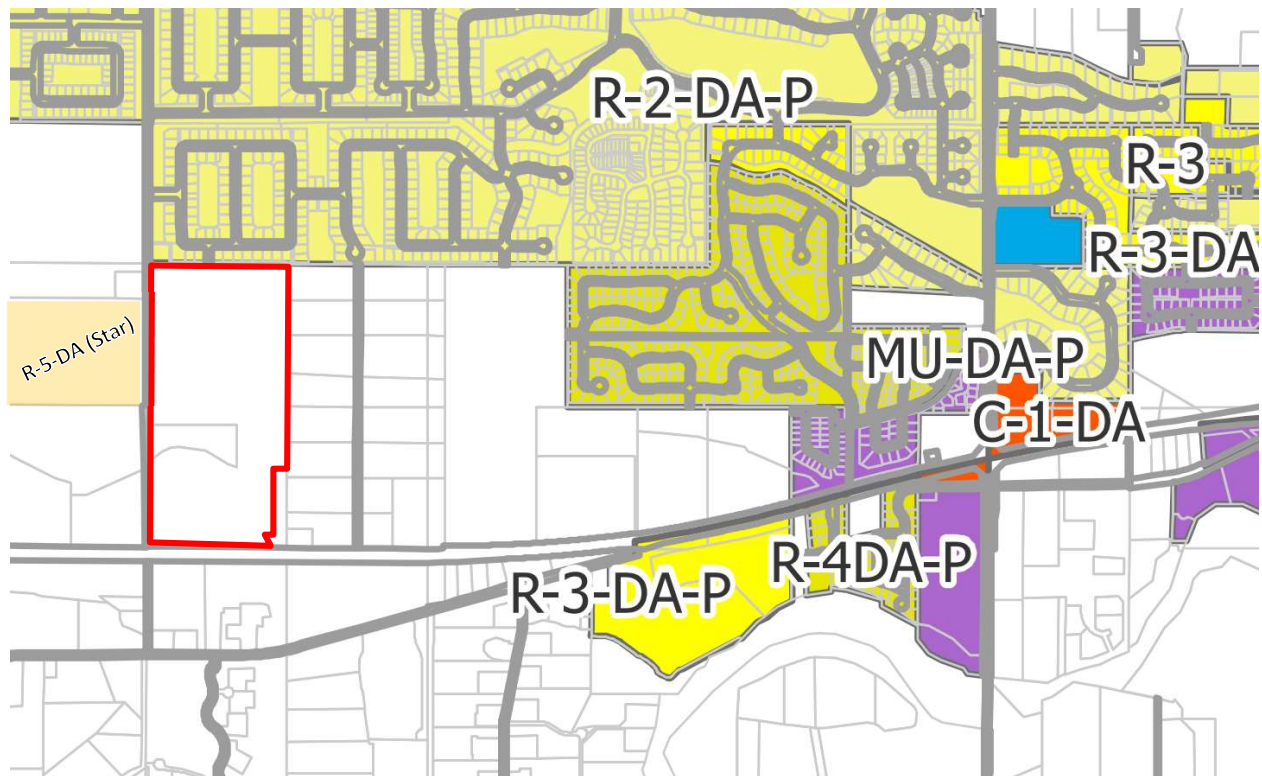 R-2-DA-P
R-3
R-3-DA
R-5-DA (Star)
MU-DA-P
C-1-DA
R-4DA-P
R-3-DA-P